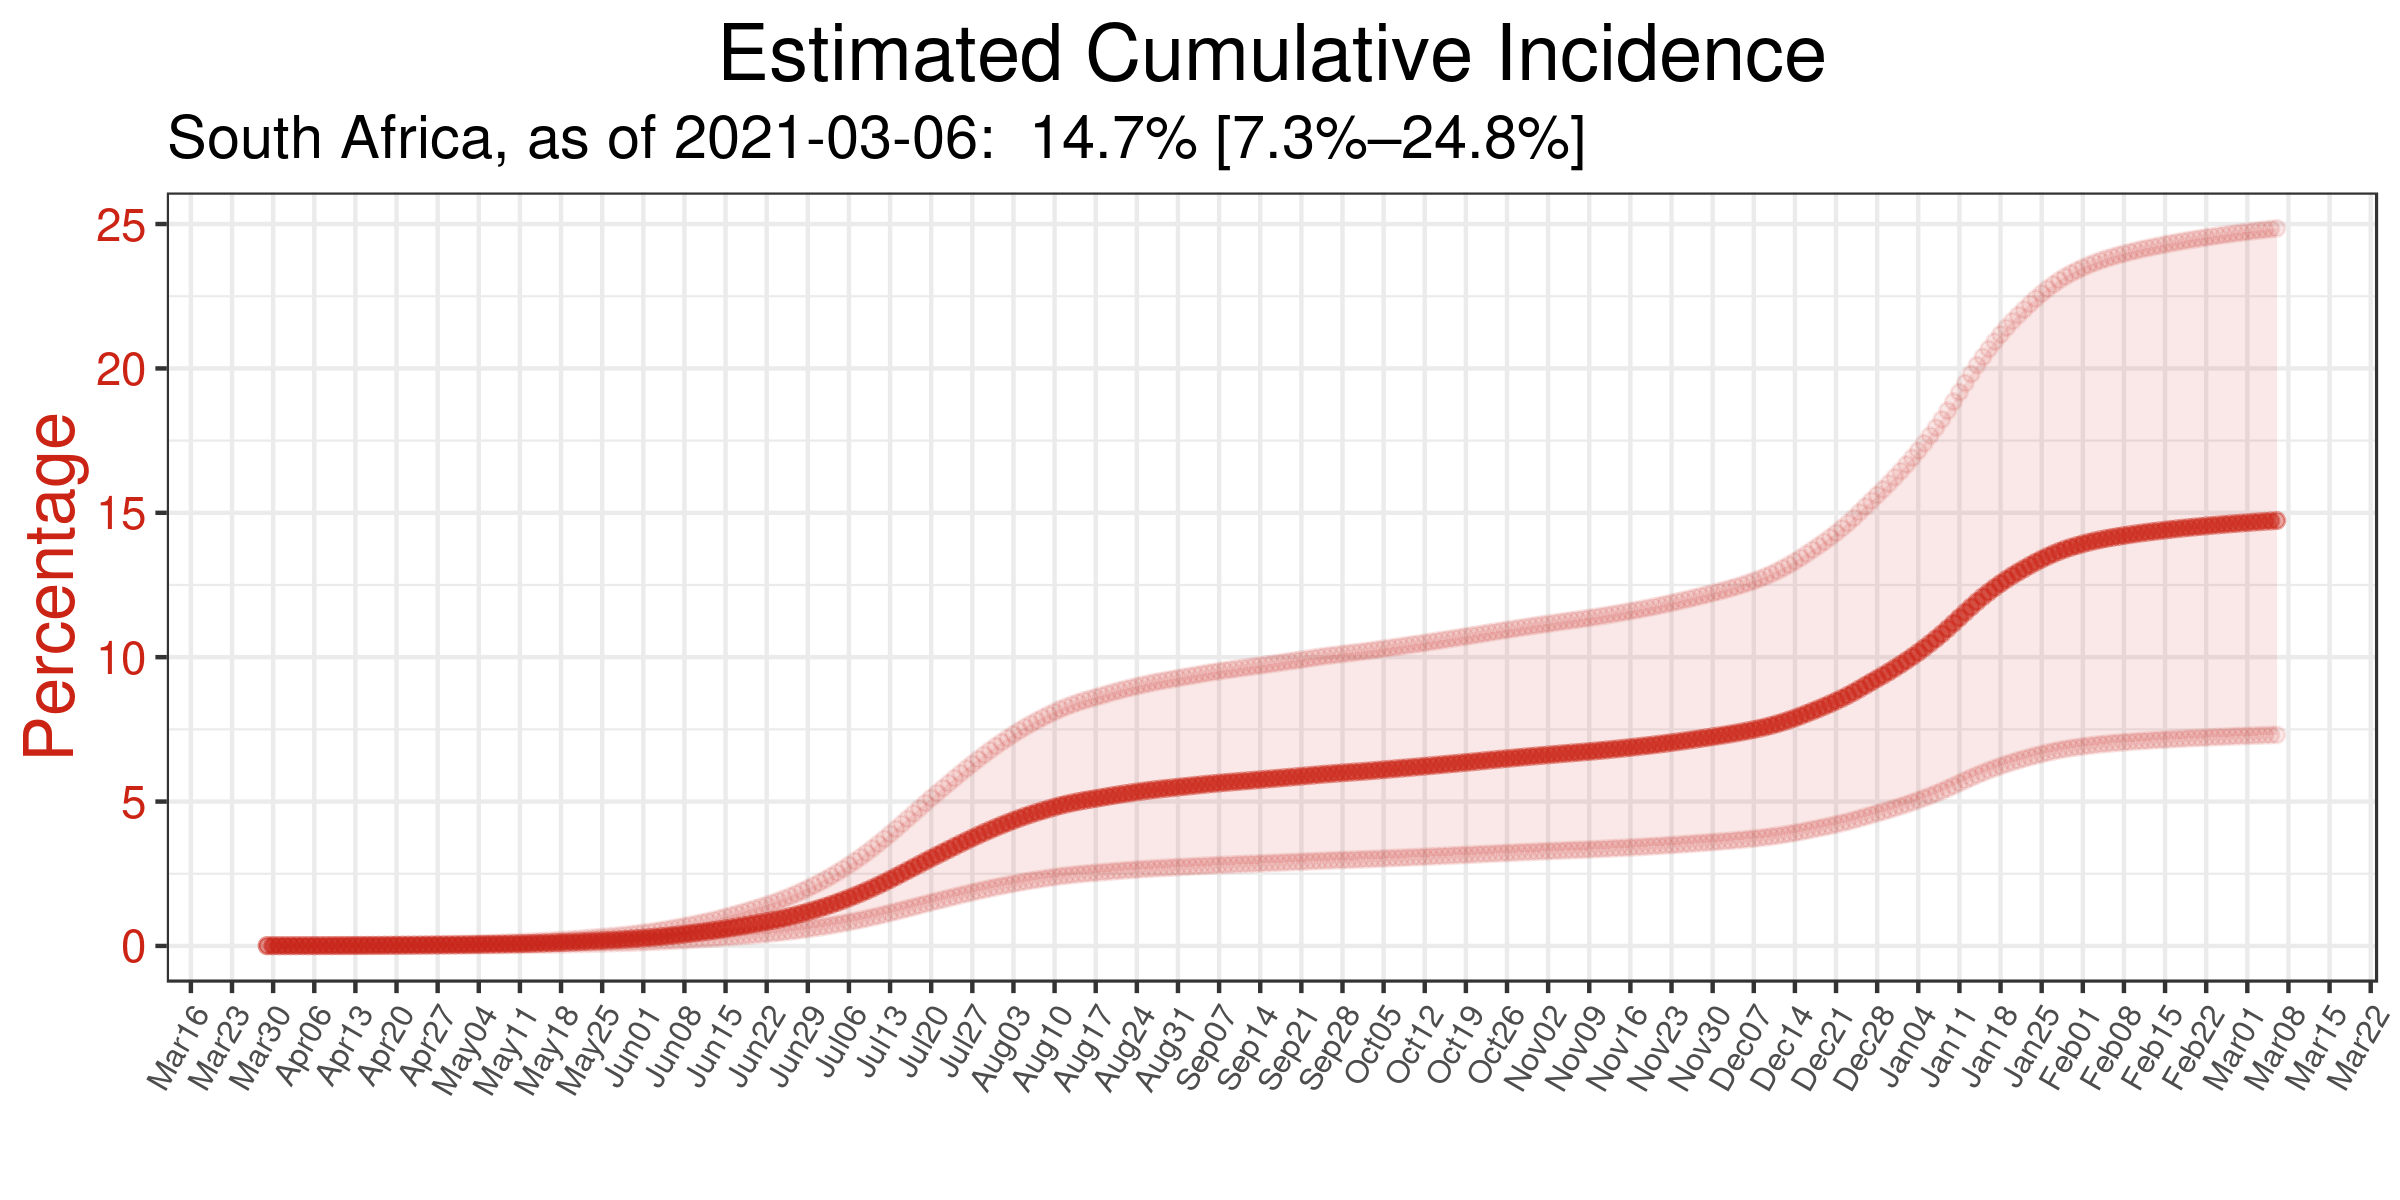 Estimated Cumulative Incidence
South Africa, as of 2021-03-06:  14.7% [7.3%–24.8%]
Percentage
25
20
15
10
5
0
Mar16
Mar23
Mar30
Apr06
Apr13
Apr20
Apr27
May04
May11
May18
May25
Jun01
Jun08
Jun15
Jun22
Jun29
Jul06
Jul13
Jul20
Jul27
Aug03
Aug10
Aug17
Aug24
Aug31
Sep07
Sep14
Sep21
Sep28
Oct05
Oct12
Oct19
Oct26
Nov02
Nov09
Nov16
Nov23
Nov30
Dec07
Dec14
Dec21
Dec28
Jan04
Jan11
Jan18
Jan25
Feb01
Feb08
Feb15
Feb22
Mar01
Mar08
Mar15
Mar22